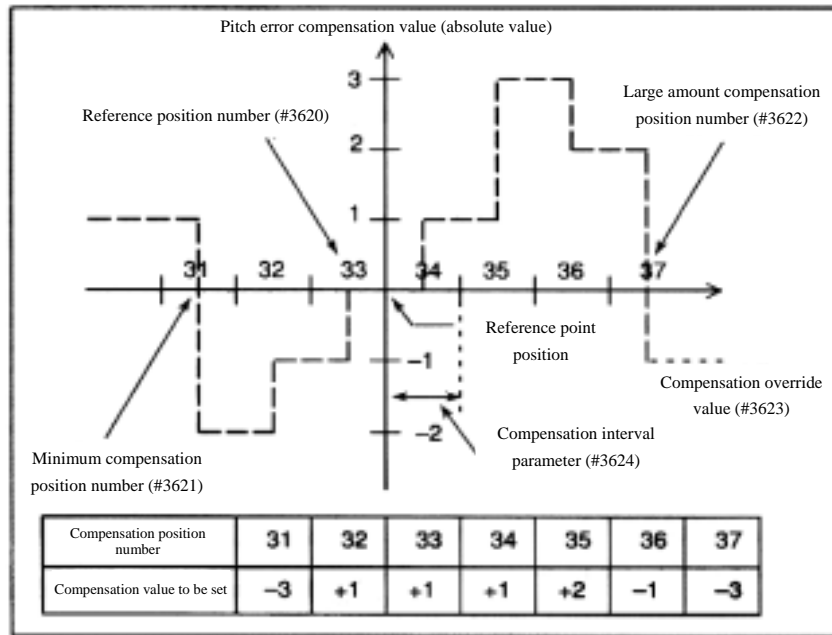 Pitch error compensation value (absolute value)
Reference position number (#3620)
Large amount compensation
position number (#3622)
3
2
1
31 32 33 34 35 36 37
Reference point
position
-1
-2
Compensation override
value (#3623)
Compensation interval
parameter (#3624)
Minimum compensation
position number (#3621)
Compensation position
number
31 32 33 34 35 36 37
Compensation value to be set
-3 +1 +1 +1 +2 -1 -3